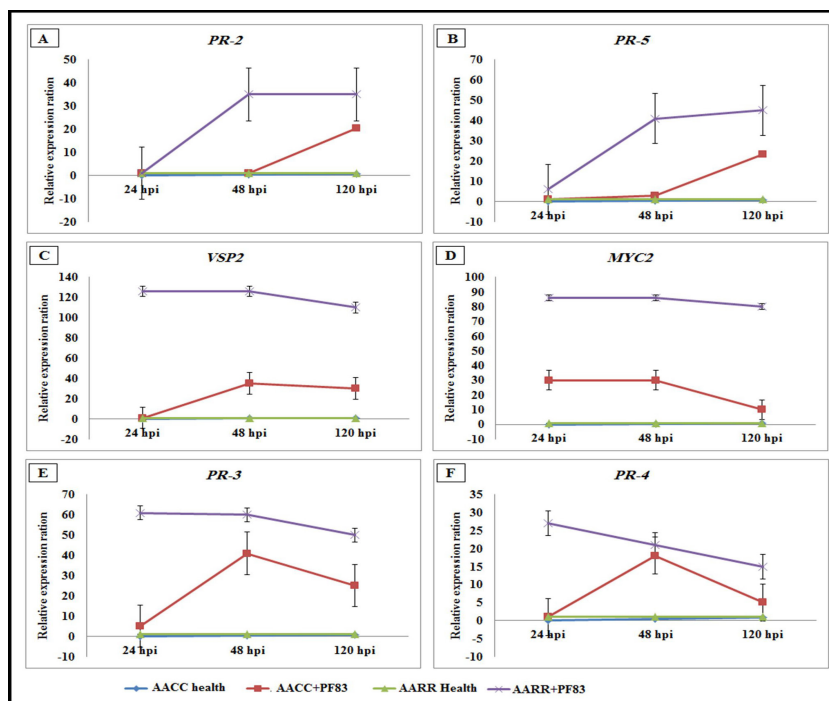 A
PR-2
Relative expression ration
50
40
30
20
10
0
-10
-20
24 hpi
48 hpi
120 hpi
B
PR-5
Relative expression ration
70
60
50
40
30
20
10
0
-10
24 hpi
48 hpi
120 hpi
C
VSP2
Relative expression ration
140
120
100
80
60
40
20
0
-20
24 hpi
48 hpi
120 hpi
D
MYC2
Relative expression ration
100
90
80
70
60
50
40
30
20
10
0
-10
24 hpi
48 hpi
120 hpi
E
PR-3
Relative expression ration
70
60
50
40
30
20
10
0
-10
24 hpi
48 hpi
120 hpi
F
PR-4
Relative expression ration
35
30
25
20
15
10
5
0
-5
-10
24 hpi
48 hpi
120 hpi
AACC health
AACC+PF83
AARR Health
AARR+PF83